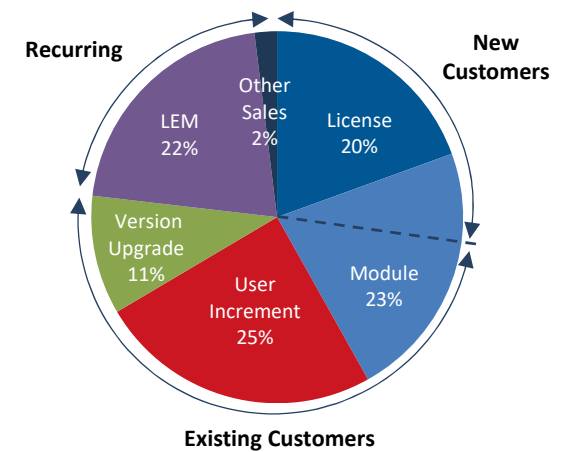 Recurring
New
Customers
Other
Sales
2%
License
20%
LEM
22%
Version
Upgrade
11%
Module
23%
User
Increment
25%
Existing Customers